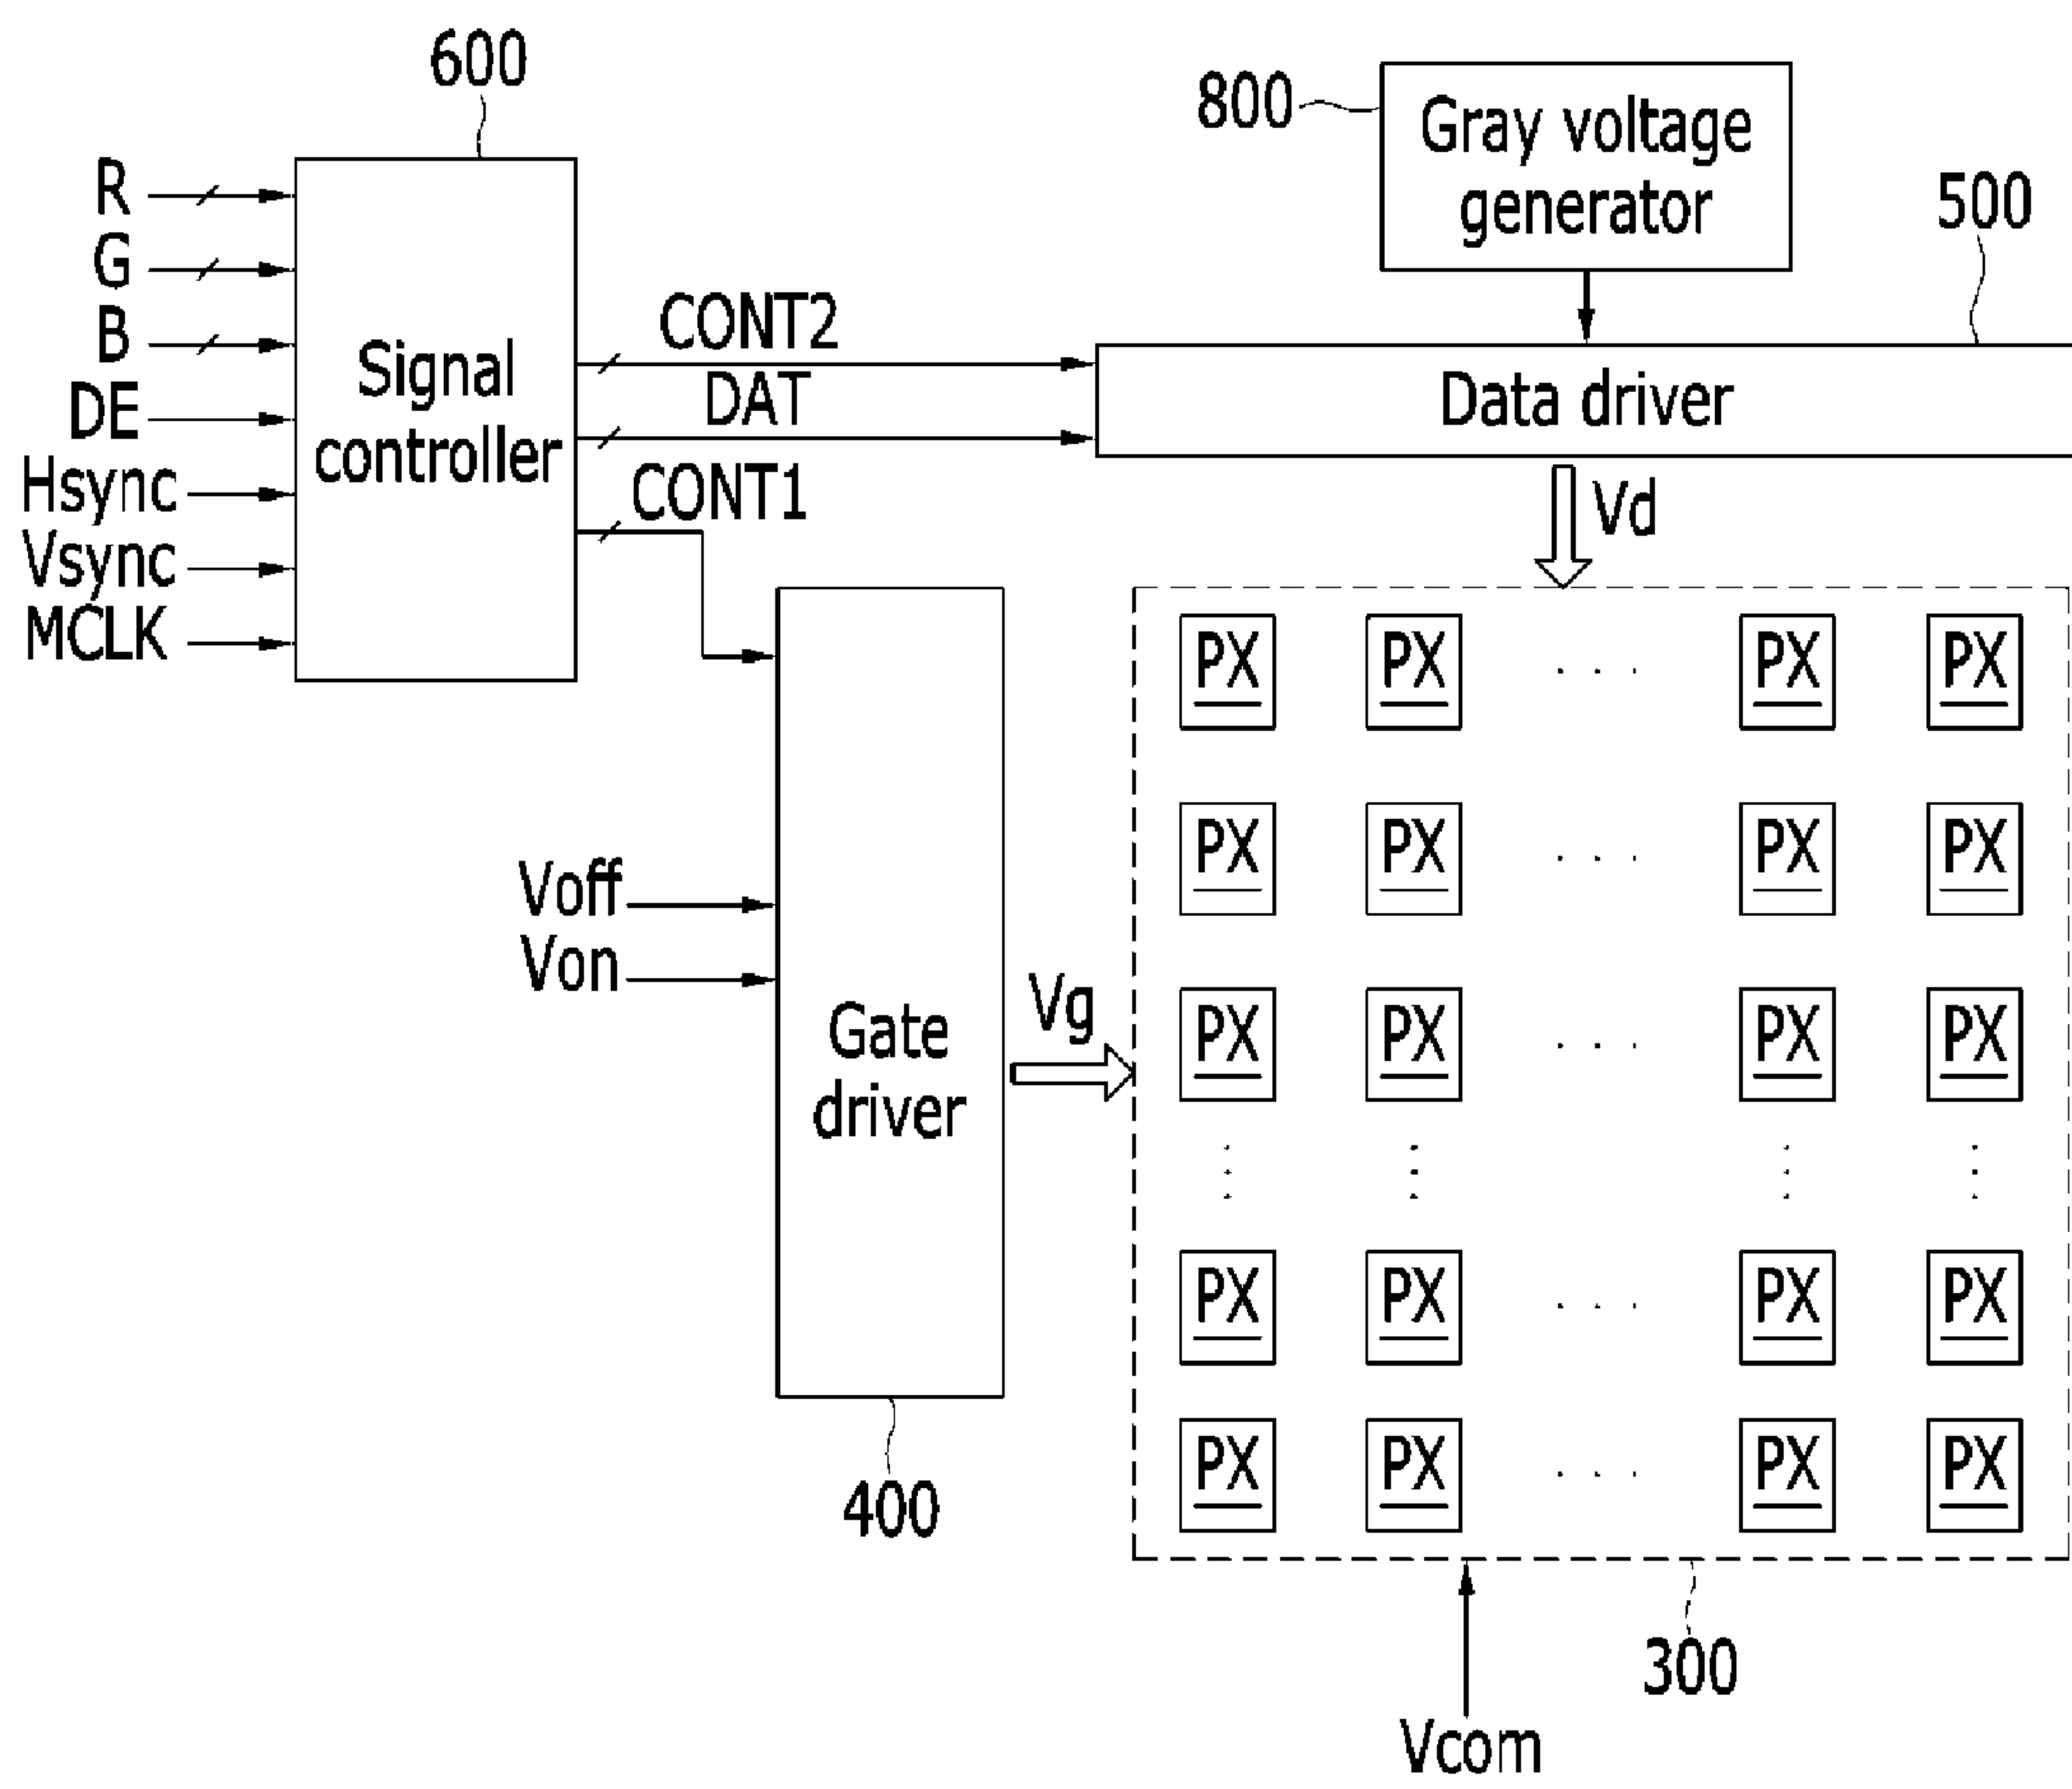 600
800
Gray voltage
generator
500
R
G
B
DE
Hsync
Vsync
MCLK
Signal
controller
CONT2
DAT
CONT1
Data driver
Vd
PX PX . . . PX PX
PX PX . . . PX PX
Voff
Von
Gate
driver
Vg
PX PX . . . PX PX
PX PX . . . PX PX
PX PX . . . PX PX
400
300
Vcom